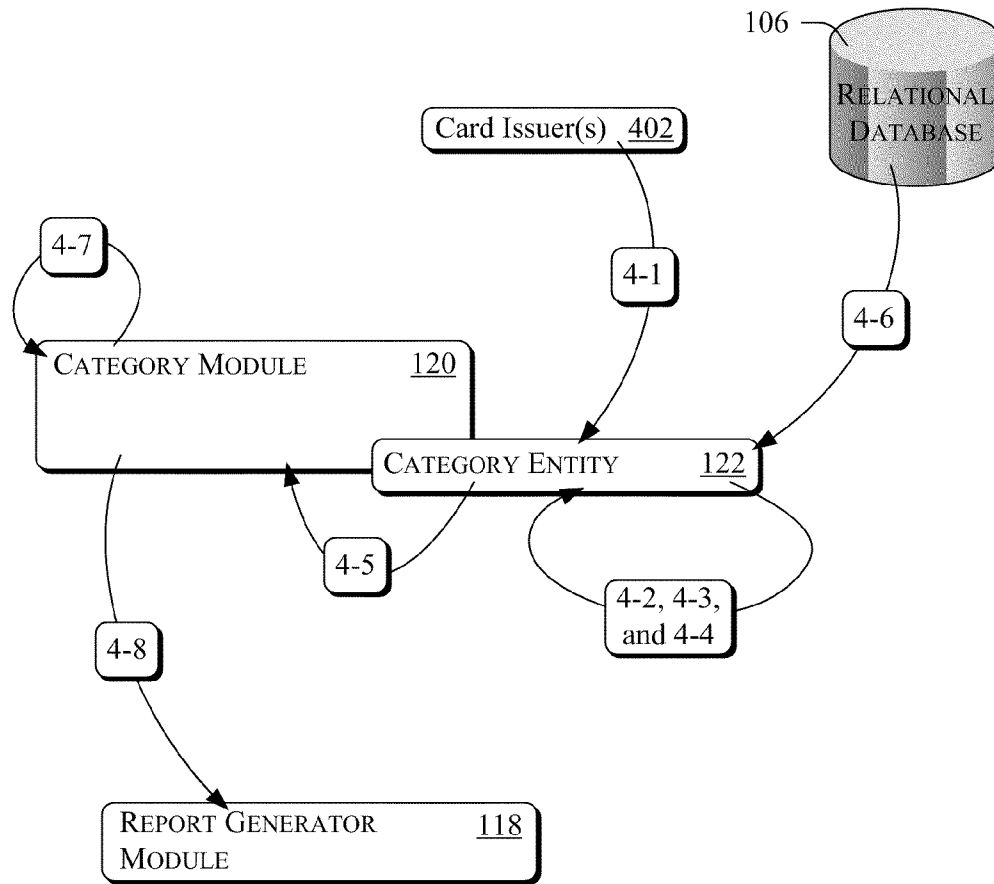 106
RELATIONAL
DATABASE
Card Issuer(s) 402
4-7
4-1
4-6
CATEGORY MODULE 120
CATEGORY ENTITY 122
4-5
4-2, 4-3,
and 4-4
4-8
REPORT GENERATOR 118
MODULE